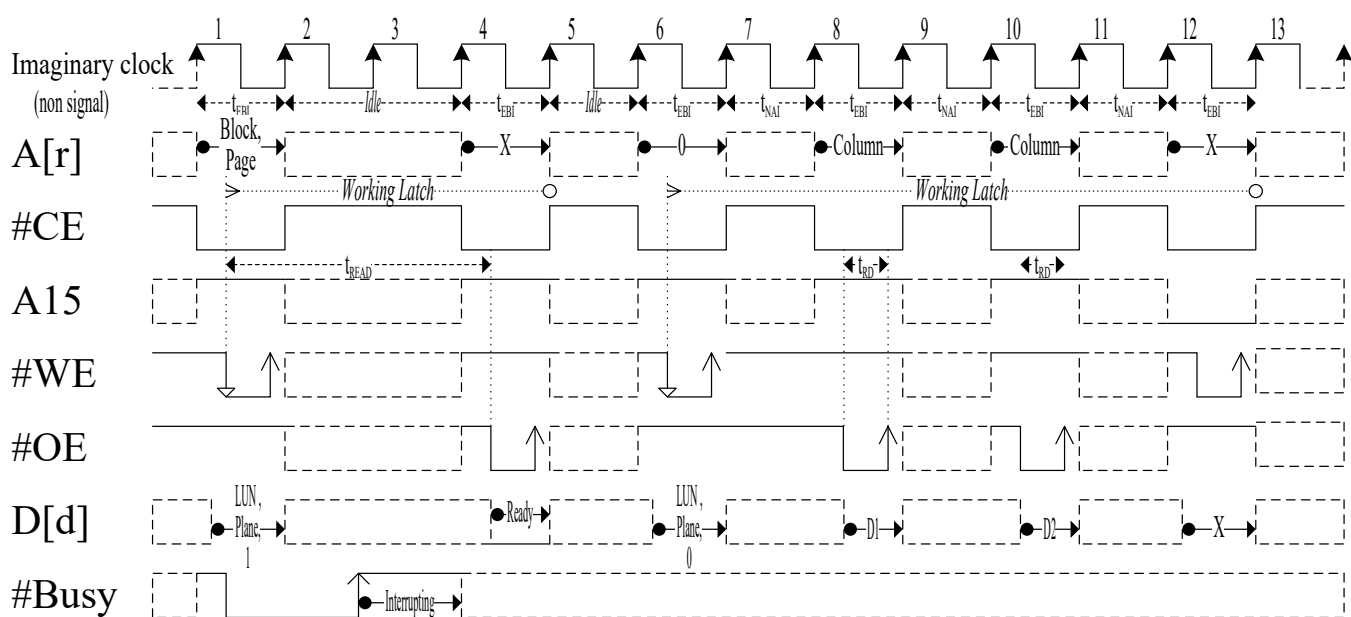 1 2 3 4 5 6 7 8 9 10 11 12 13
Imaginary clock
(non signal)
tEBI Idle tEBI Idle tEBI tNAI tEBI tNAI tEBI tNAI tEBI
A[r]
Block,
Page
X 0 Column Column X
Working Latch Working Latch
#CE
tREAD tRD tRD
A15
#WE
#OE
D[d]
LUN,
Plane,
1
Ready
LUN,
Plane,
0
D1 D2 X
#Busy
Interrupting